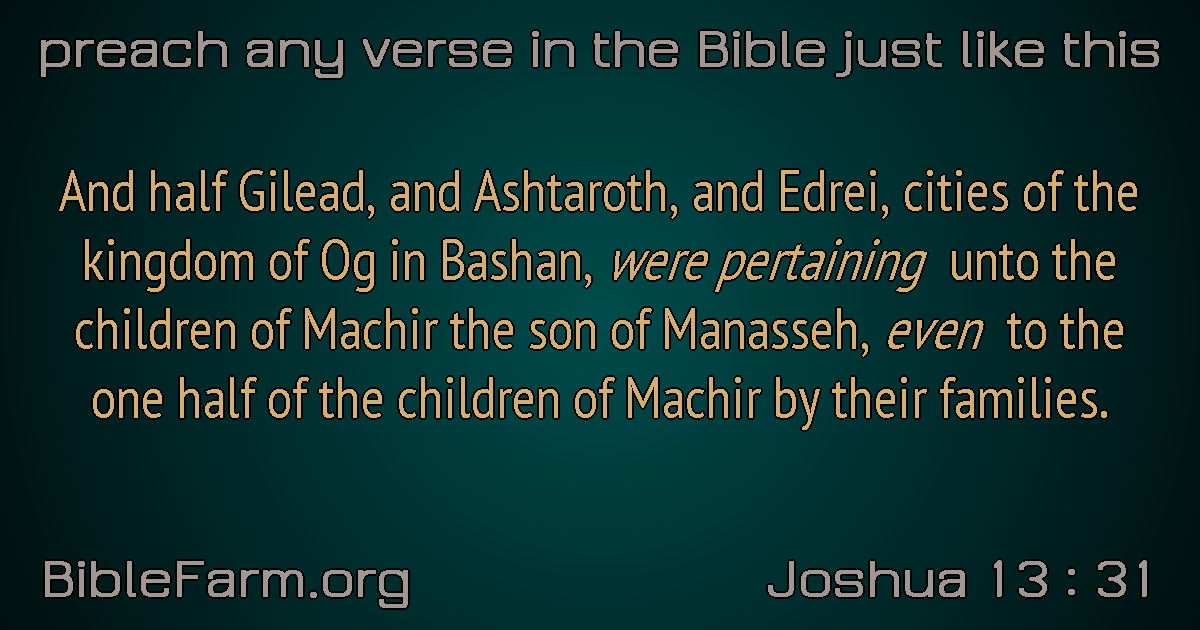 preach any verse in the Bible just like this
And half Gilead, and Ashtaroth, and Edrei, cities of the
kingdom of Og in Bashan, were pertaining unto the
children of Machir the son of Manasseh, even to the
one half of the children of Machir by their families.
BibleFarm.org
Joshua 13 : 31